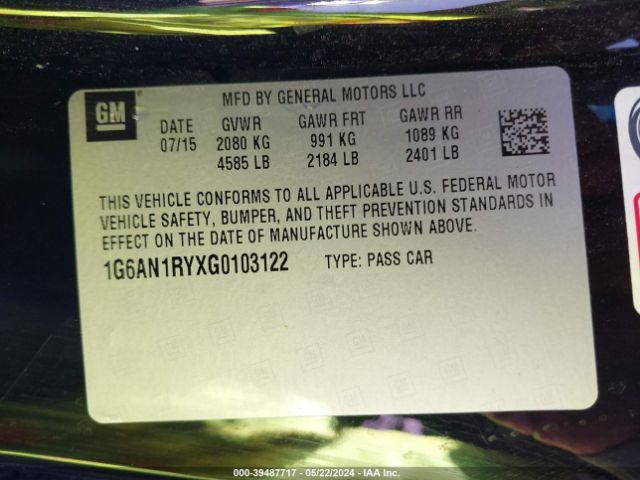 GM
MFD BY GENERAL MOTORS LLC
DATE GVWR GAWR FRT GAWR RR
07/15 2080 KG 991 KG 1089 KG
4585 LB 2184 LB 2401 LB
THIS VEHICLE CONFORMS TO ALL APPLICABLE U.S. FEDERAL MOTOR
VEHICLE SAFETY, BUMPER, AND THEFT PREVENTION STANDARDS IN
EFFECT ON THE DATE OF MANUFACTURE SHOWN ABOVE.
1G6AN1RYXG0103122 TYPE: PASS CAR
000-39487717 - 05/22/2024 - IAA Inc.